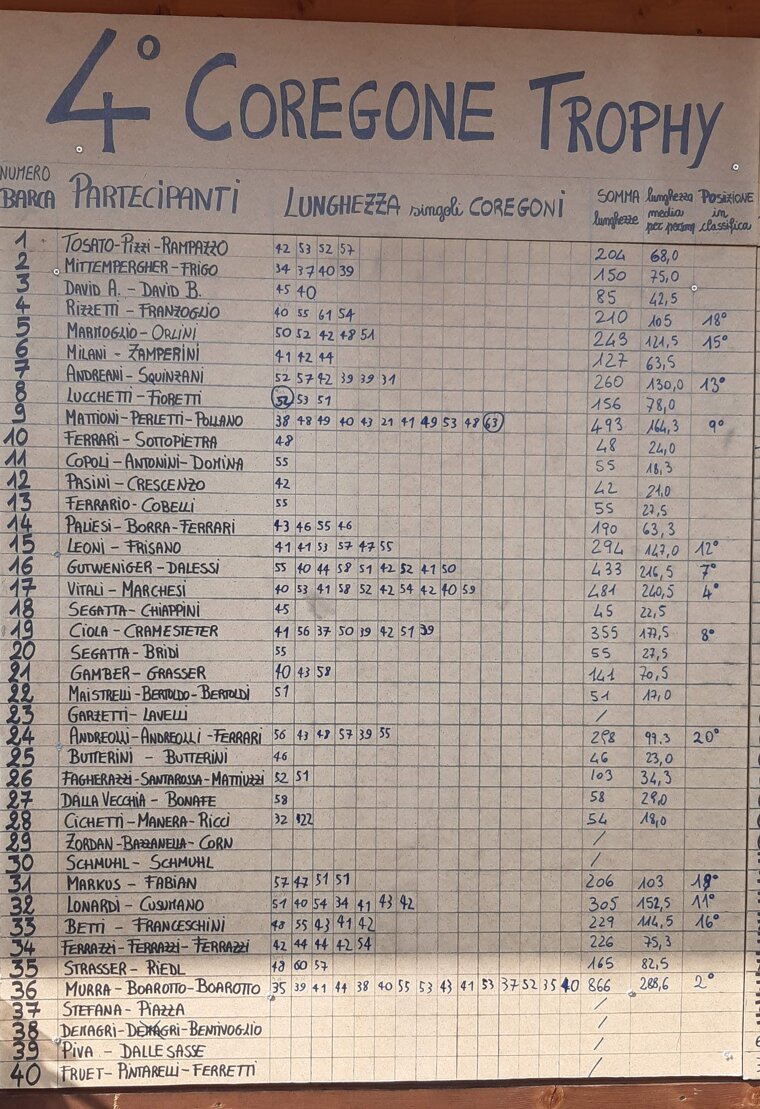 4° COREGONE TROPHY
NUMERO BARCA PARTECIPANTI LUNGHEZZA singoli COREGONI SOMMA lunghezze lunghezza media per person POSIZIONE in classifica
1 TOSATO-PIZZI-RAMPAZZO 42 53 52 57 204 68,0
2 MITTEMPERGHER-FRIGO 34 37 40 39 150 75,0
3 DAVID A. - DAVID B. 45 40 85 42,5
4 RIZZETTI - FRANZOGLIO 40 55 61 54 210 105 18°
5 MARMOGLIO-ORLINI 50 52 42 48 51 243 121,5 15°
6 MILANI - ZAMPERINI 41 42 44 127 63,5
7 ANDREANI-SQUINZANI 52 57 42 39 39 31 260 130,0 13°
8 LUCCHETTI-FIORETTI 52 53 51 156 78,0
9 MATTIONI-PERLETTI-POLLANO 38 48 49 40 43 21 41 49 53 48 63 493 164,3 9°
10 FERRARI-SOTTOPIETRA 48 48 24,0
11 COPOLI-ANTONINI-DOMINA 55 55 18,3
12 PASINI-CRESCENZO 42 42 21,0
13 FERRARIO-COBELLI 55 55 27,5
14 PALIESI-BORRA-FERRARI 43 46 55 46 190 63,3
15 LEONI - FRISANO 41 41 53 57 47 55 294 147,0 12°
16 GUTWENIGER-DALESSI 55 40 44 58 51 42 52 41 50 433 216,5 7°
17 VITALI - MARCHESI 40 53 41 58 52 42 54 42 40 59 481 240,5 4°
18 SEGATTA-CHIAPPINI 45 45 22,5
19 CIOLA-CRAMESTETER 41 56 37 50 39 42 51 39 355 177,5 8°
20 SEGATTA-BRIDI 55 55 27,5
21 GAMBER-GRASSER 40 43 58 141 70,5
22 MAISTRELLI-BERTOLDO-BERTOLDI 51 51 17,0
23 GARZETTI-LAVELLI /
24 ANDREOLLI-ANDREOLLI-FERRARI 56 43 48 57 39 55 298 99.3 20°
25 BUTTERINI - BUTTERINI 46 46 23,0
26 FAGHERAZZI-SANTAROSSA-MATTIUZZI 52 51 103 34,3
27 DALLA VECCHIA - BONAFE 58 58 29,0
28 CICHETTI-MANERA-RICCI 32 22 54 18,0
29 ZORDAN-BAZZANELLA-CORN /
30 SCHMUHL - SCHMUHL /
31 MARKUS - FABIAN 57 47 51 51 206 103 19°
32 LONARDI-CUSUMANO 51 40 54 34 41 43 42 305 152,5 11°
33 BETTI - FRANCESCHINI 48 55 43 41 42 229 114,5 16°
34 FERRAZZI-FERRAZZI-FERRAZZI 42 44 44 42 54 226 75,3
35 STRASSER-RIEDL 48 60 57 165 82,5
36 MURRA-BOAROTTO-BOAROTTO 35 39 41 44 38 40 55 53 43 41 53 37 52 35 40 866 288,6 2°
37 STEFANA-PIAZZA /
38 BENTIVOGLIO /
39 PIVA - DALLE SASSE /
40 FRUET-PINTARELLI-FERRETTI /